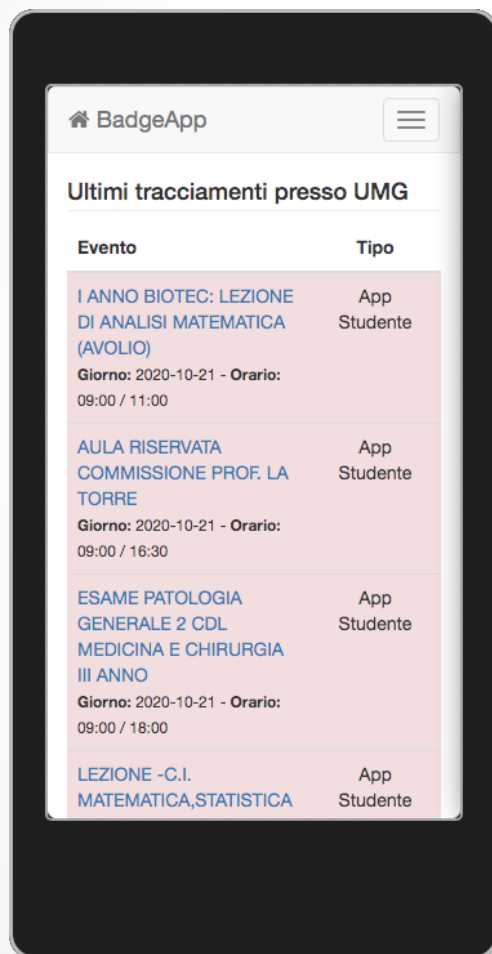 BadgeApp
Ultimi tracciamenti presso UMG
Evento Tipo
I ANNO BIOTEC: LEZIONE App
DI ANALISI MATEMATICA Studente
(AVOLIO)
Giorno: 2020-10-21 - Orario:
09:00 / 11:00
AULA RISERVATA App
COMMISSIONE PROF. LA Studente
TORRE
Giorno: 2020-10-21 - Orario:
09:00 / 16:30
ESAME PATOLOGIA App
GENERALE 2 CDL Studente
MEDICINA E CHIRURGIA
III ANNO
Giorno: 2020-10-21 - Orario:
09:00 / 18:00
LEZIONE -C.I. App
MATEMATICA,STATISTICA Studente